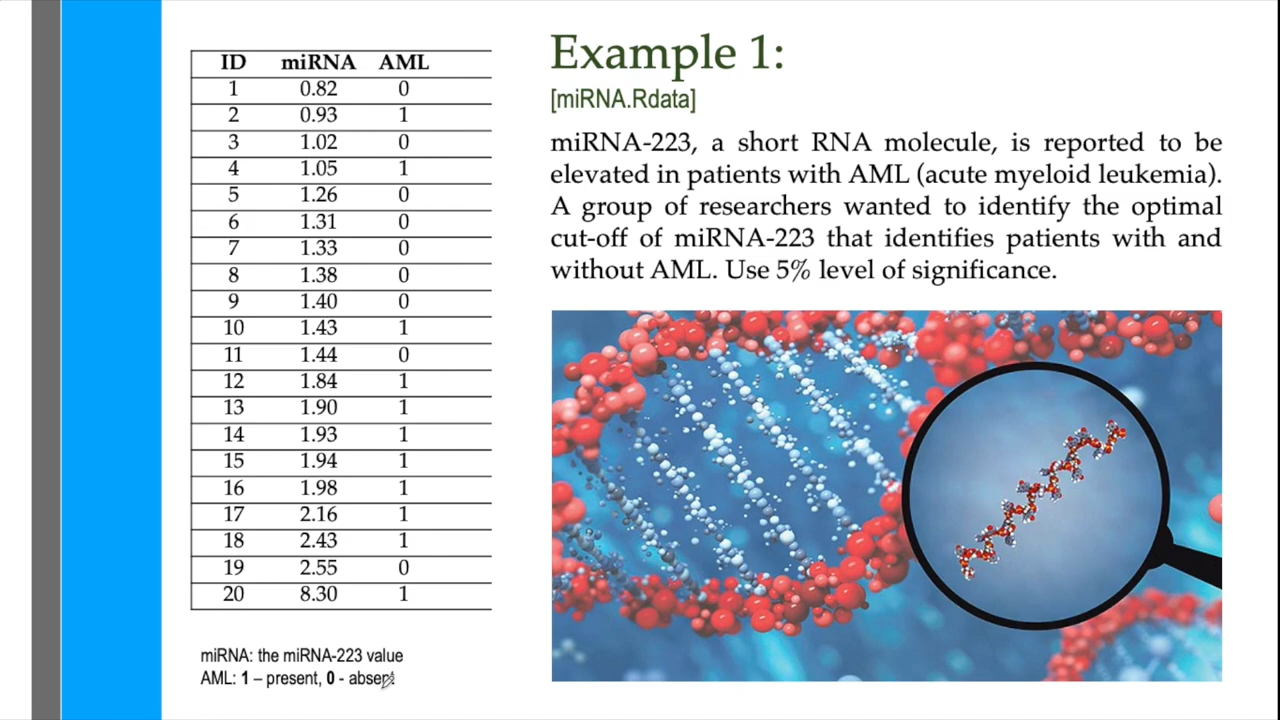 ID miRNA AML
1 0.82 0
2 0.93 1
3 1.02 0
4 1.05 1
5 1.26 0
6 1.31 0
7 1.33 0
8 1.38 0
9 1.40 0
10 1.43 1
11 1.44 0
12 1.84 1
13 1.90 1
14 1.93 1
15 1.94 1
16 1.98 1
17 2.16 1
18 2.43 1
19 2.55 0
20 8.30 1
miRNA: the miRNA-223 value
AML: 1 – present, 0 - absent
Example 1:
[miRNA.Rdata]
miRNA-223, a short RNA molecule, is reported to be
elevated in patients with AML (acute myeloid leukemia).
A group of researchers wanted to identify the optimal
cut-off of miRNA-223 that identifies patients with and
without AML. Use 5% level of significance.